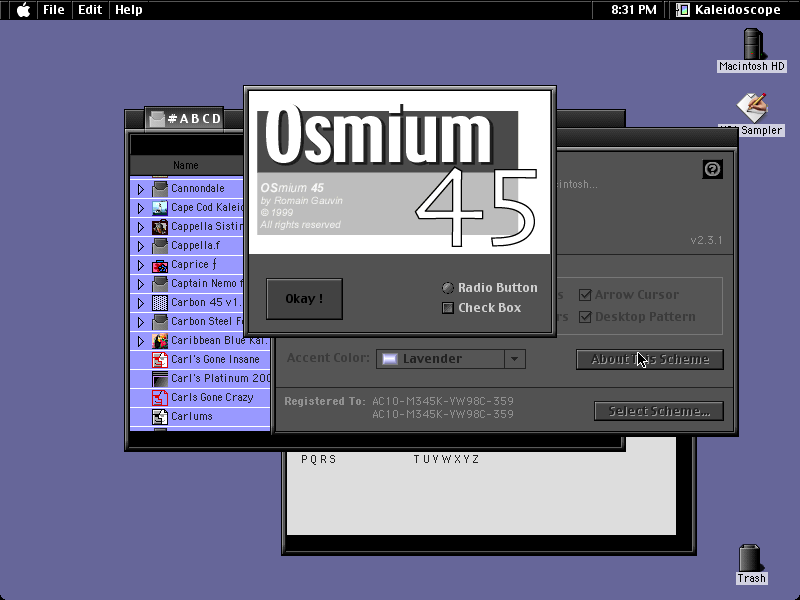 File Edit Help 8:31 PM Kaleidoscope
Macintosh HD
Sampler
#ABCD
Name
Cannondale
Cape Cod Kaleid
Cappella Sistin
Cappella.f
Caprice ƒ
Captain Nemo f
Carbon 45 v1.
Carbon Steel F
Caribbean Blue Kal.
Carl's Gone Insane
Carl's Platinum 200
Carls Gone Crazy
Carlums
Osmium
45
OSmium 45
by Romain Gauvin
© 1999
All rights reserved
Okay !
Radio Button
Check Box
intosh...
v2.3.1
s Arrow Cursor
rs Desktop Pattern
Accent Color: Lavender
About This Scheme
Registered To: AC10-M345K-YW98C-359
AC10-M345K-YW98C-359
Select Scheme...
PQRS TUVWXYZ
Trash